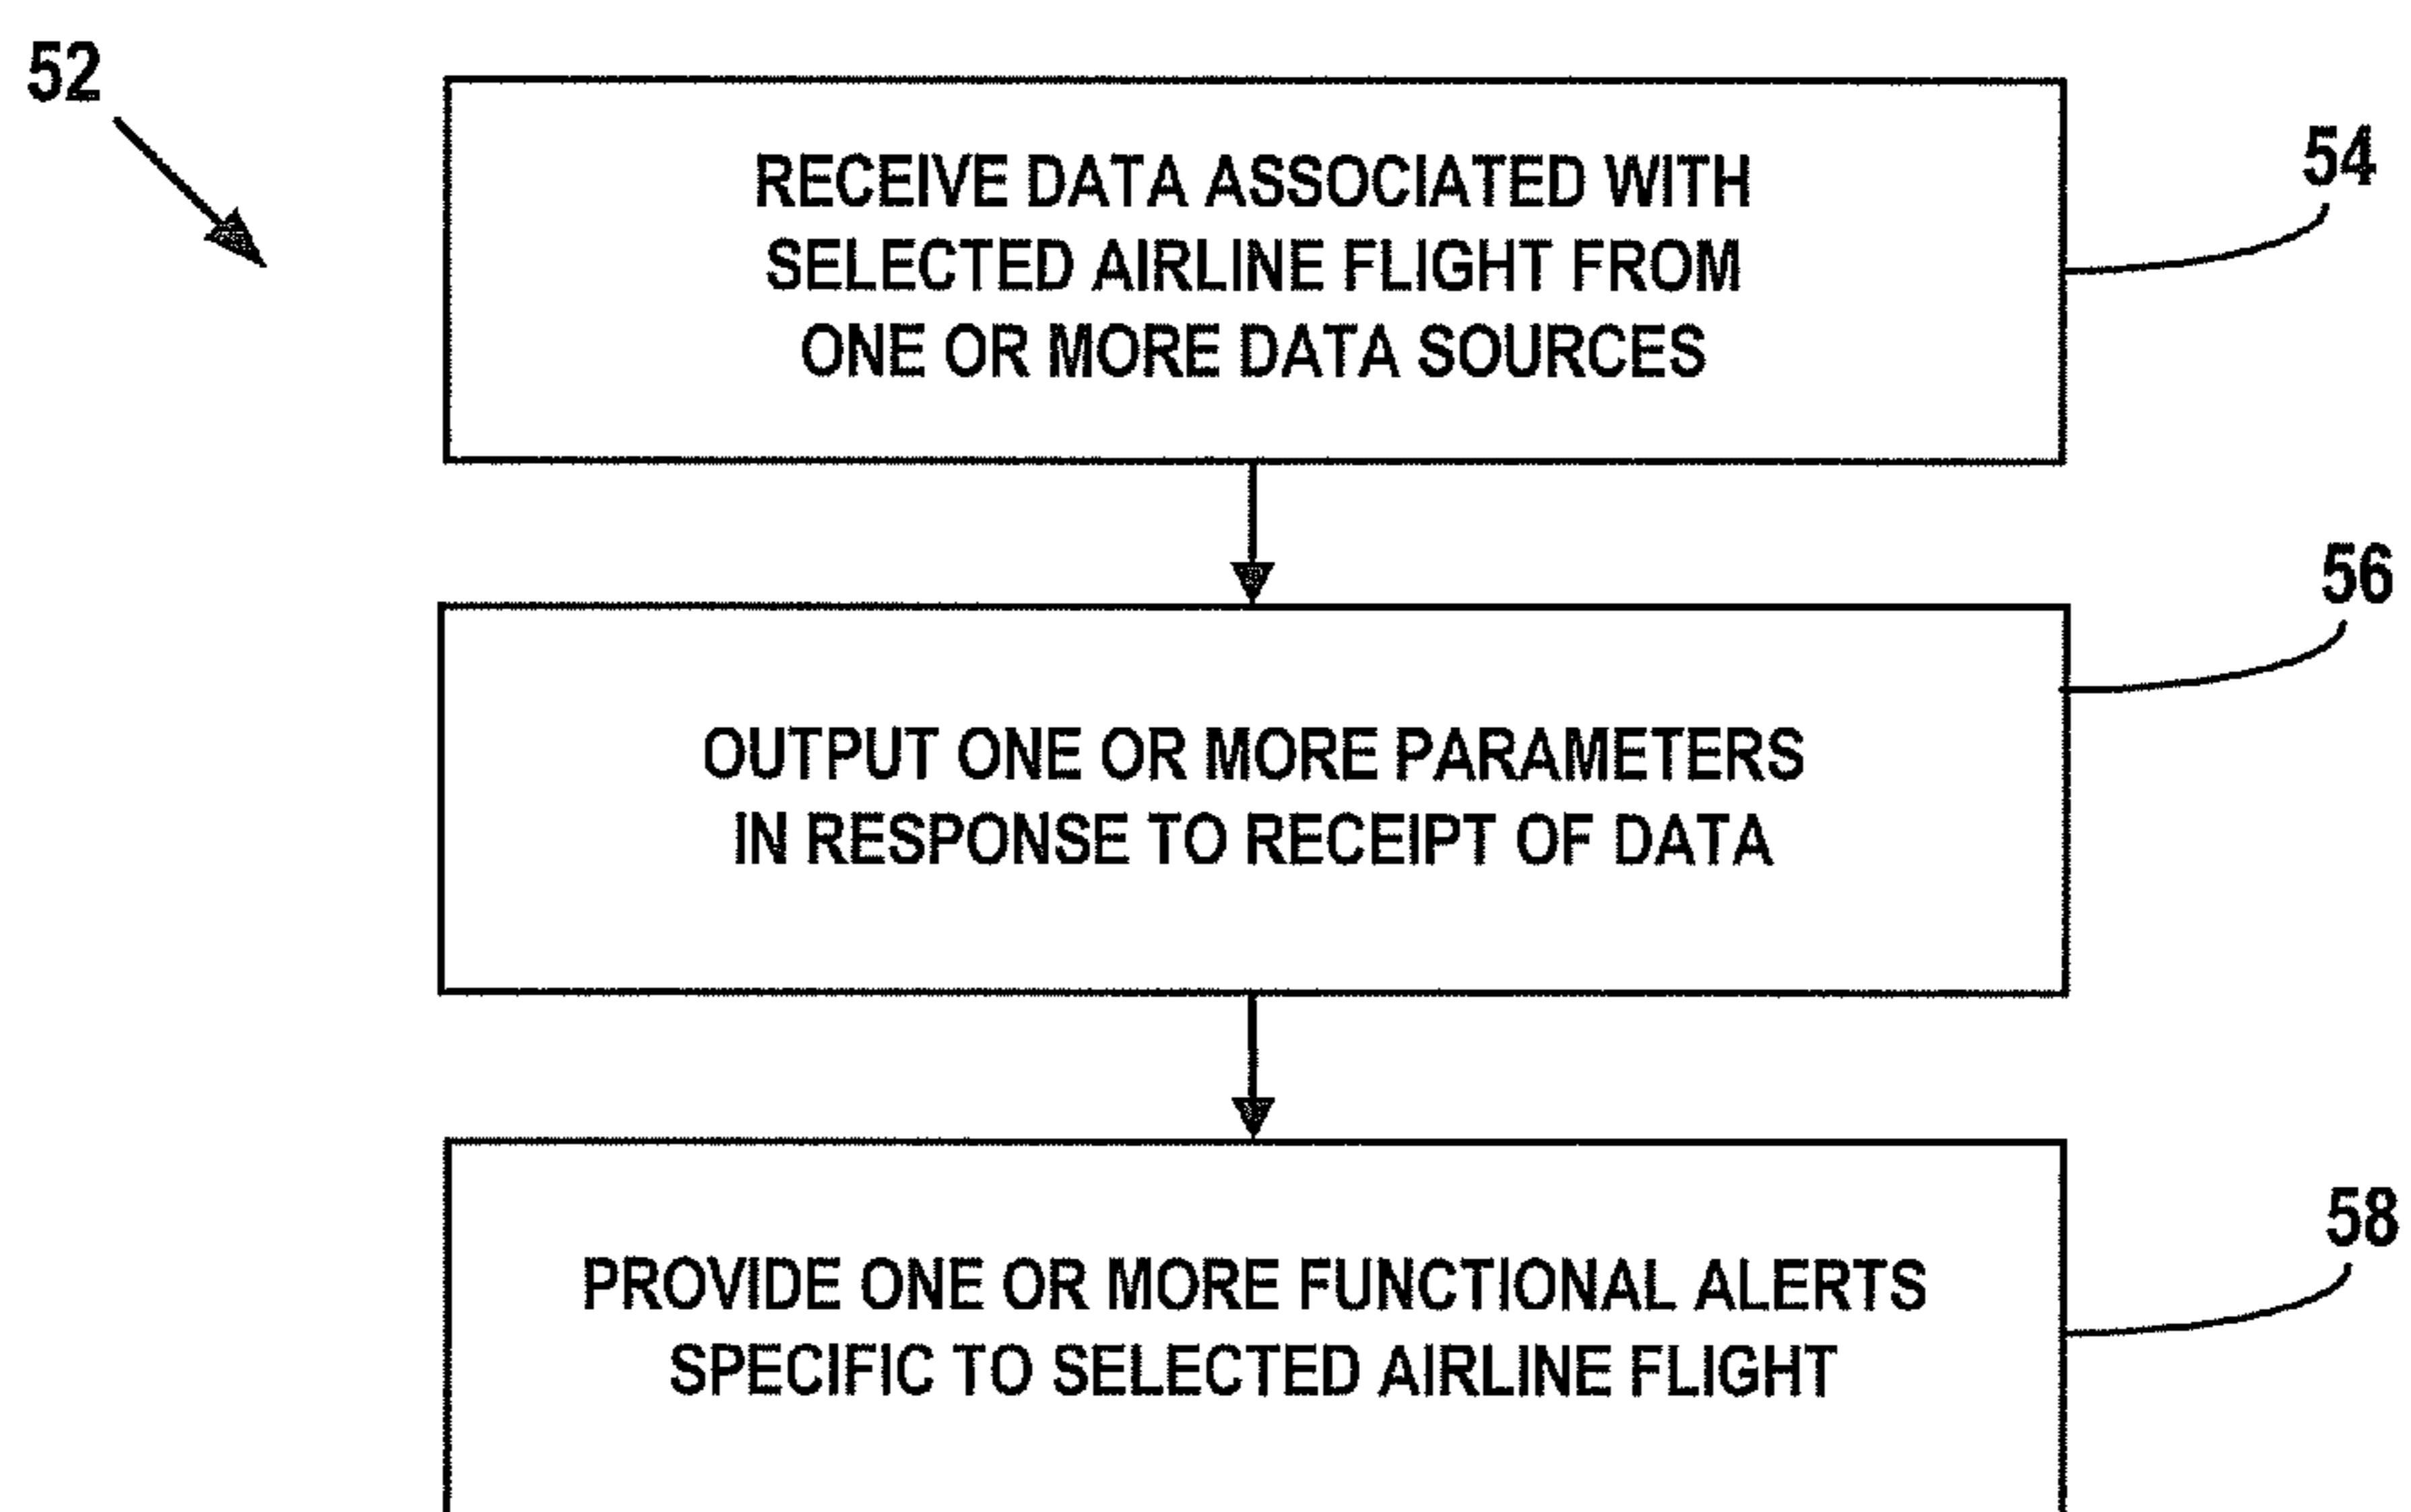 52
RECEIVE DATA ASSOCIATED WITH
SELECTED AIRLINE FLIGHT FROM
ONE OR MORE DATA SOURCES
54
OUTPUT ONE OR MORE PARAMETERS
IN RESPONSE TO RECEIPT OF DATA
56
PROVIDE ONE OR MORE FUNCTIONAL ALERTS
SPECIFIC TO SELECTED AIRLINE FLIGHT
58